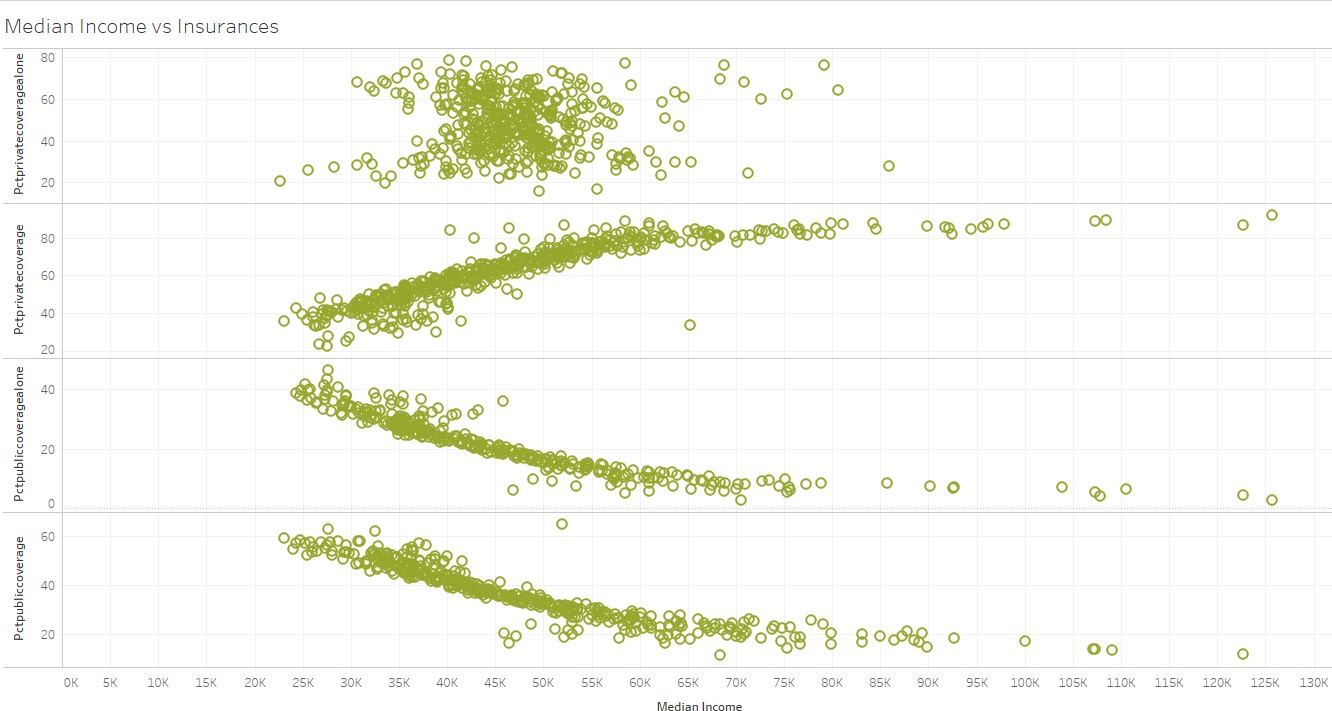 Median Income vs Insurances
Pctprivatecoveragealone
80
60
40
20
Pctprivatecoverage
80
60
40
20
Pctpubliccoveragealone
40
20
0
Pctpubliccoverage
60
40
20
0K 5K 10K 15K 20K 25K 30K 35K 40K 45K 50K 55K 60K 65K 70K 75K 80K 85K 90K 95K 100K 105K 110K 115K 120K 125K 130K
Median Income